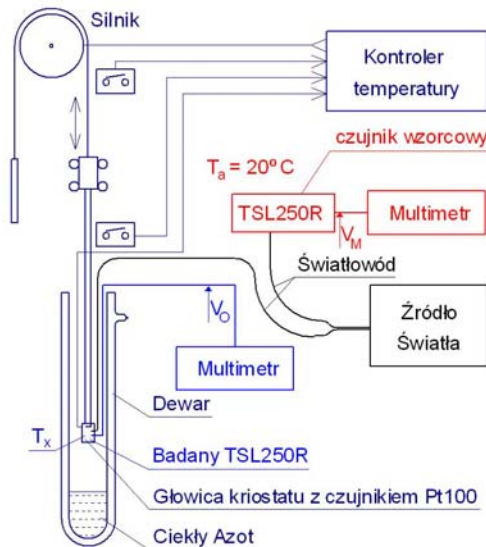 Silnik
Kontroler
temperatury
czujnik wzorcowy
Ta = 20° C
TSL250R
Multimetr
VM
Światłowód
Źródło
Światła
VO
Multimetr
Dewar
Tx
Badany TSL250R
Głowica kriostatu z czujnikiem Pt100
Ciekły Azot